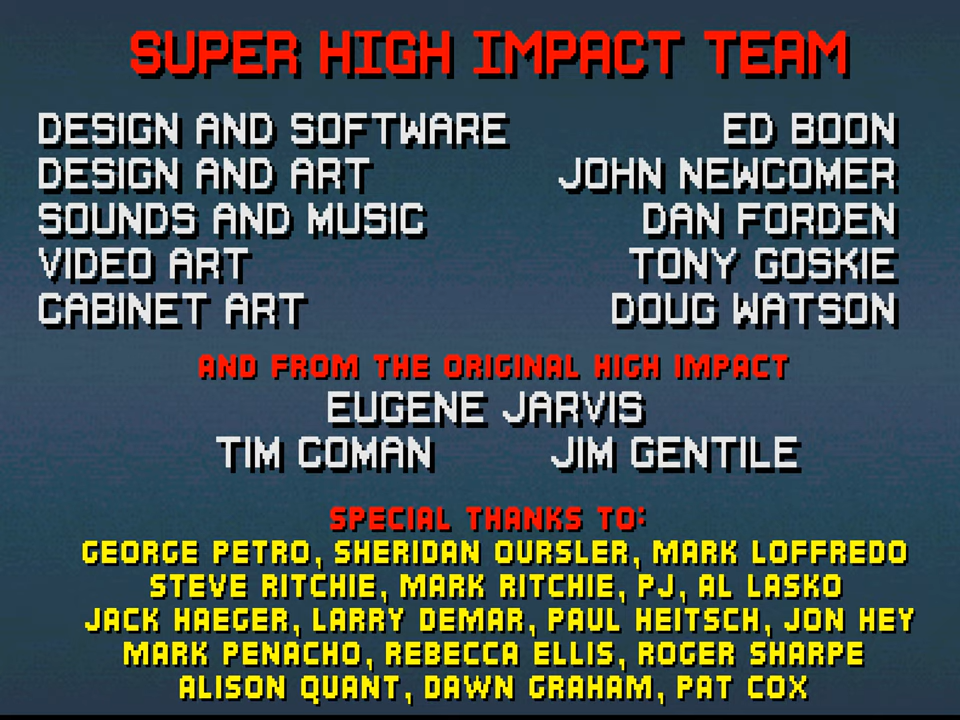 SUPER HIGH IMPACT TEAM
DESIGN AND SOFTWARE ED BOON
DESIGN AND ART JOHN NEWCOMER
SOUNDS AND MUSIC DAN FORDEN
VIDEO ART TONY GOSKIE
CABINET ART DOUG WATSON
AND FROM THE ORIGINAL HIGH IMPACT
EUGENE JARVIS
TIM COMAN JIM GENTILE
SPECIAL THANKS TO:
GEORGE PETRO, SHERIDAN OURSLER, MARK LOFFREDO
STEVE RITCHIE, MARK RITCHIE, PJ, AL LASKO
JACK HAEGER, LARRY DEMAR, PAUL HEITSCH, JON HEY
MARK PENACHO, REBECCA ELLIS, ROGER SHARPE
ALISON QUANT, DAWN GRAHAM, PAT COX